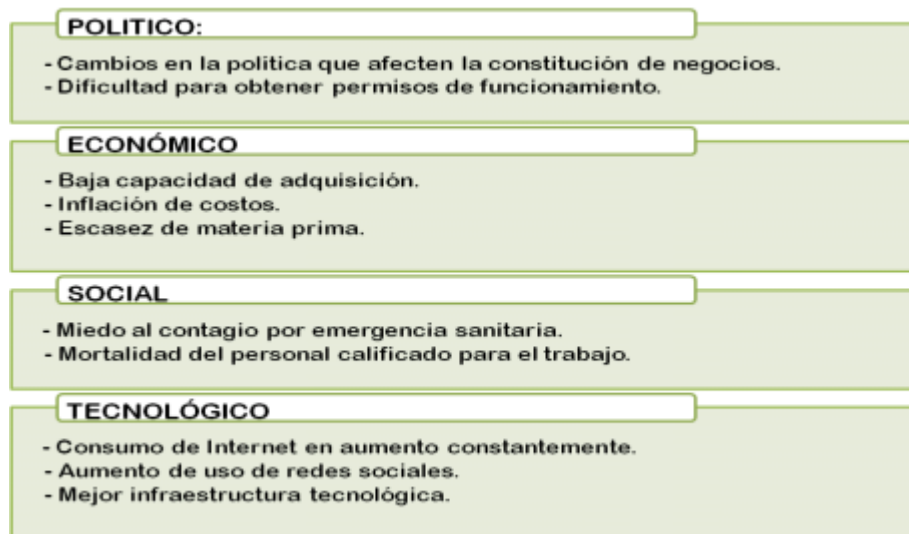 POLITICO:
- Cambios en la politica que afecten la constitución de negocios.
- Dificultad para obtener permisos de funcionamiento.
ECONÓMICO
- Baja capacidad de adquisición.
- Inflación de costos.
- Escasez de materia prima.
SOCIAL
- Miedo al contagio por emergencia sanitaria.
- Mortalidad del personal calificado para el trabajo.
TECNOLÓGICO
- Consumo de Internet en aumento constantemente.
- Aumento de uso de redes sociales.
- Mejor infraestructura tecnológica.